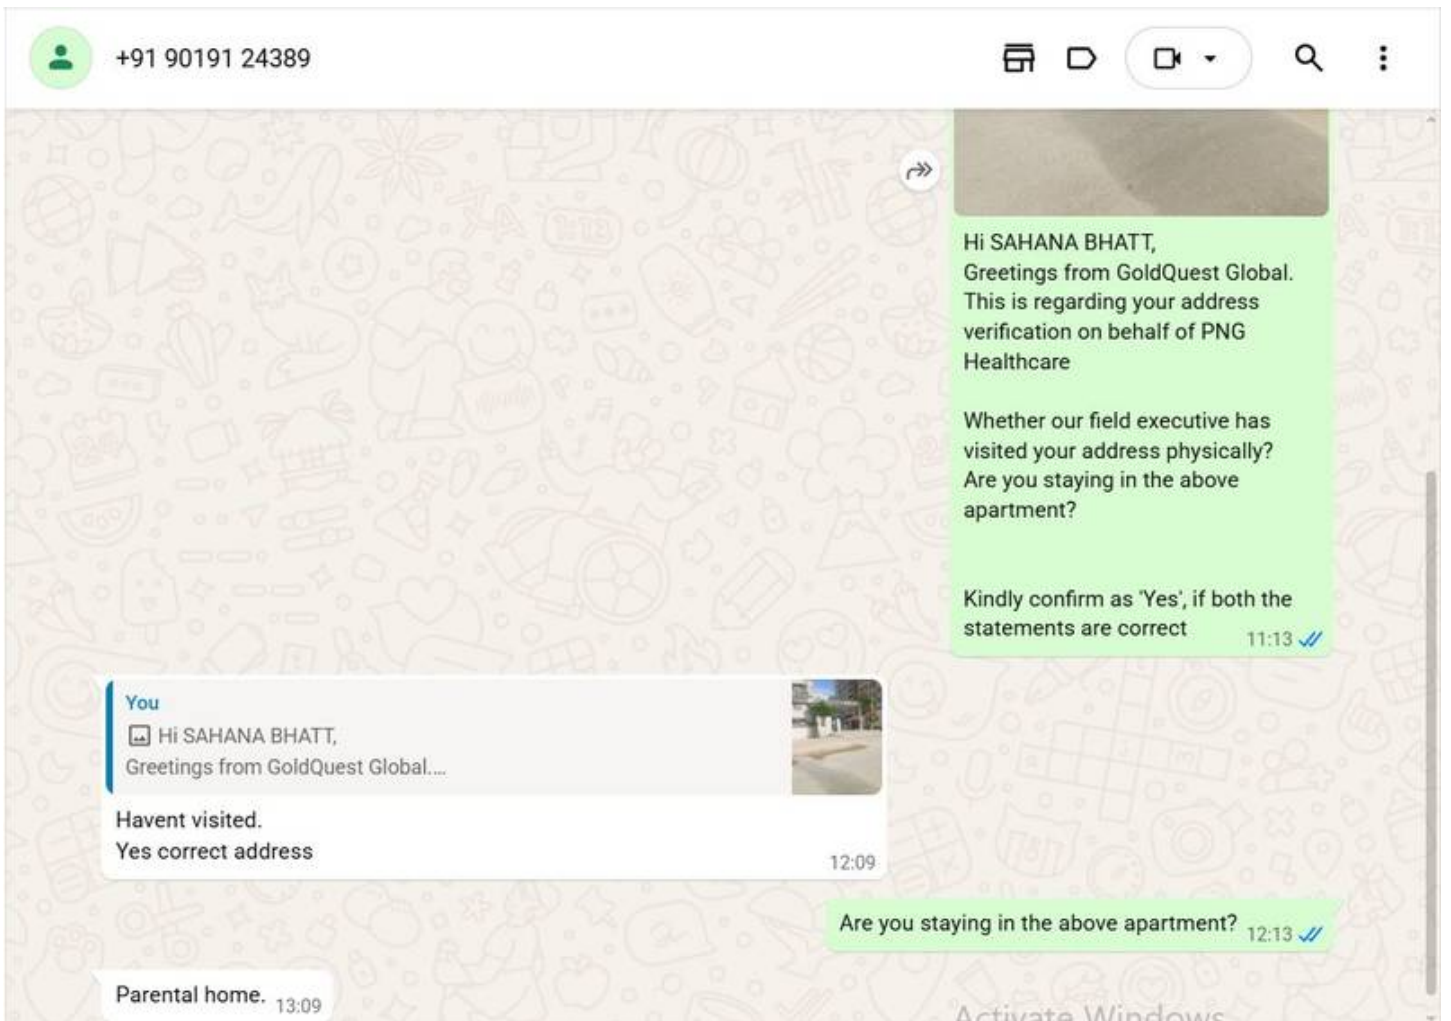 +91 90191 24389
Hi SAHANA BHATT,
Greetings from GoldQuest Global.
This is regarding your address
verification on behalf of PNG
Healthcare
Whether our field executive has
visited your address physically?
Are you staying in the above
apartment?
Kindly confirm as 'Yes', if both the
statements are correct
11:13
You
Hi SAHANA BHATT,
Greetings from GoldQuest Global....
Havent visited.
Yes correct address
12:09
Are you staying in the above apartment? 12:13
Parental home. 13:09
Activate Windows